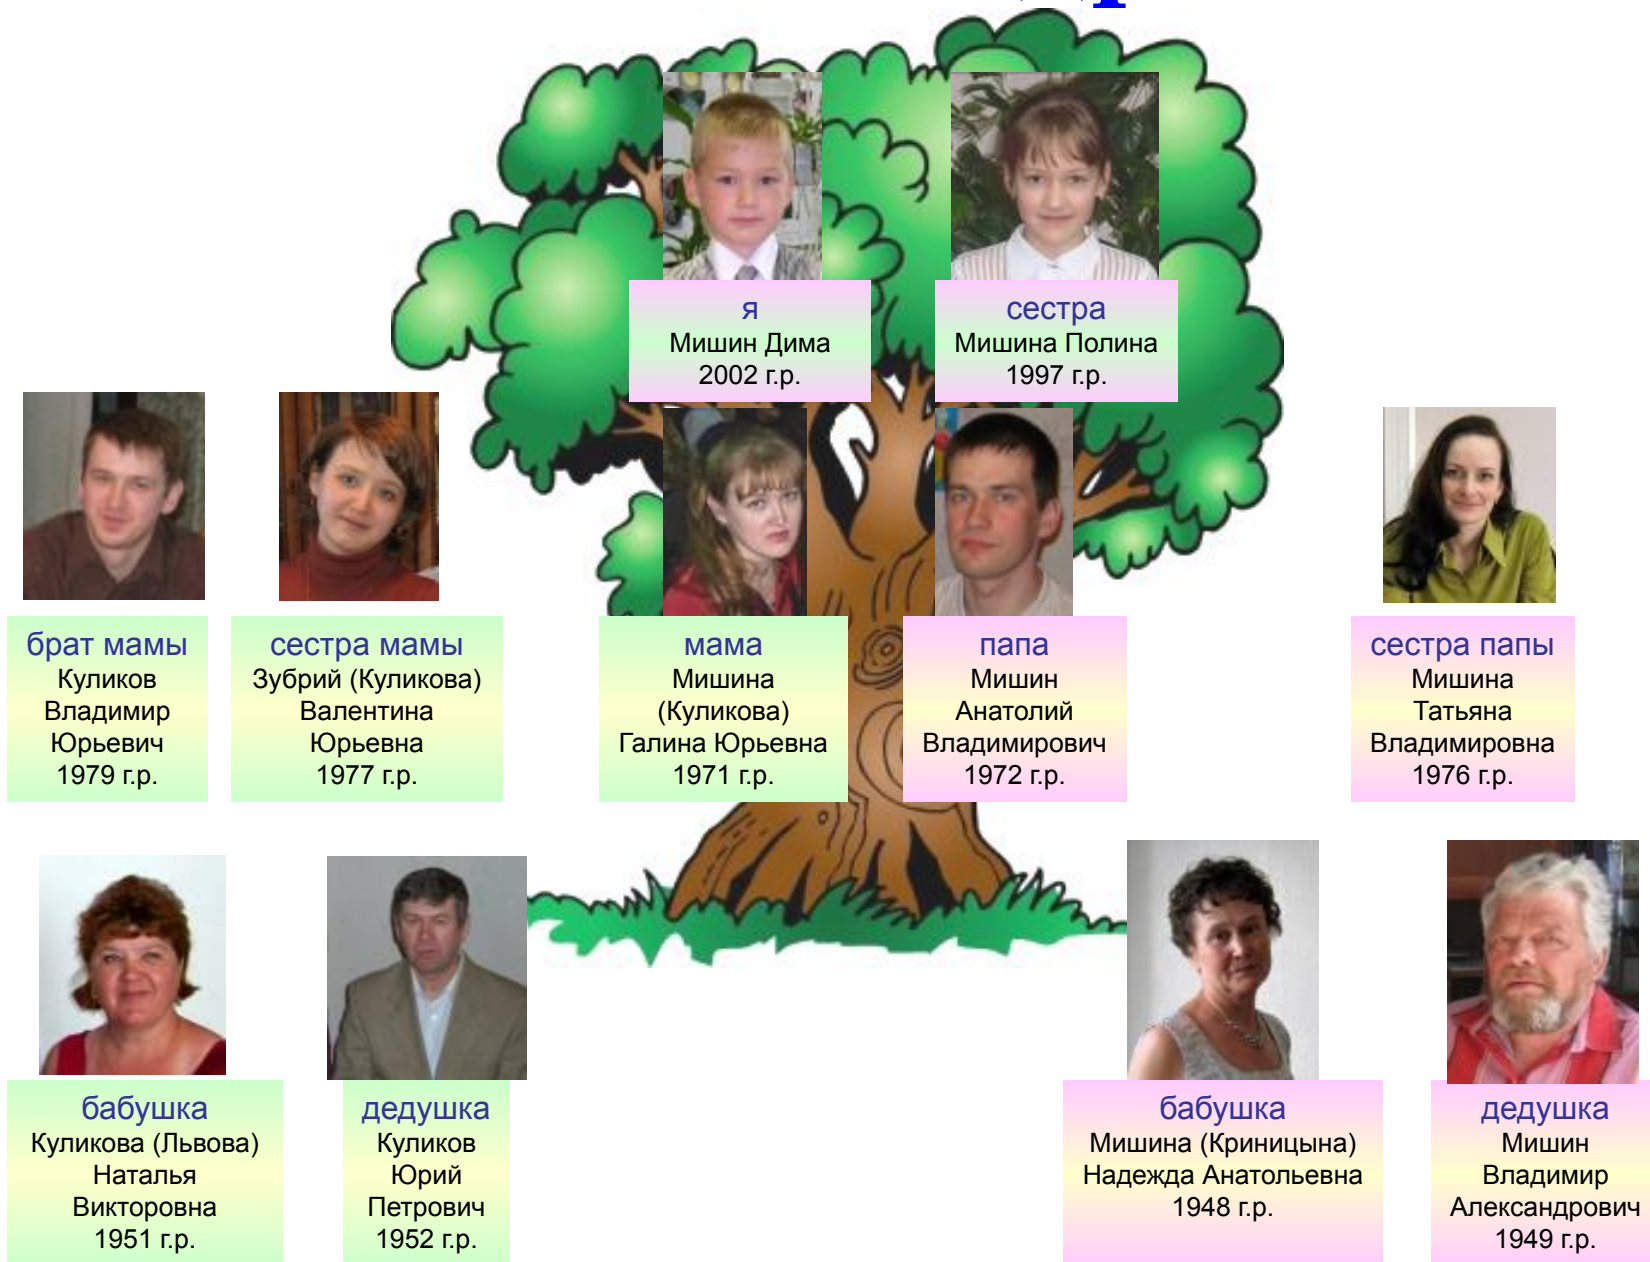 я
Мишин Дима
2002 г.р.
сестра
Мишина Полина
1997 г.р.
брат мамы
Куликов
Владимир
Юрьевич
1979 г.р.
сестра мамы
Зубрий (Куликова)
Валентина
Юрьевна
1977 г.р.
мама
Мишина
(Куликова)
Галина Юрьевна
1971 г.р.
папа
Мишин
Анатолий
Владимирович
1972 г.р.
сестра папы
Мишина
Татьяна
Владимировна
1976 г.р.
бабушка
Куликова (Львова)
Наталья
Викторовна
1951 г.р.
дедушка
Куликов
Юрий
Петрович
1952 г.р.
бабушка
Мишина (Криницына)
Надежда Анатольевна
1948 г.р.
дедушка
Мишин
Владимир
Александрович
1949 г.р.